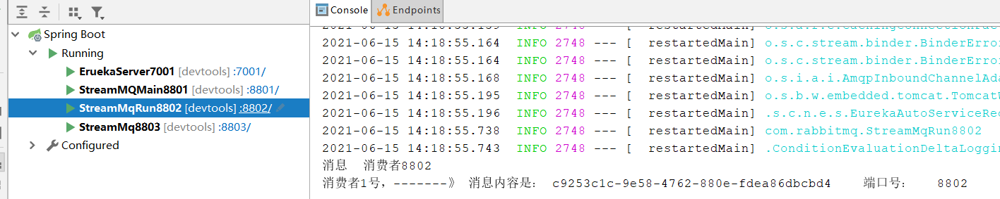 Console Endpoints
Spring Boot
Running
EruekaServer7001 [devtools] :7001/
StreamMQMain8801 [devtools] :8801/
StreamMqRun8802 [devtools] :8802/
StreamMq8803 [devtools] :8803/
Configured
2021-06-15 14:18:55.164 INFO 2748 --- [ restartedMain] o.s.c.stream.binder.BinderError
2021-06-15 14:18:55.164 INFO 2748 --- [ restartedMain] o.s.c.stream.binder.BinderError
2021-06-15 14:18:55.168 INFO 2748 --- [ restartedMain] o.s.i.a.i.AmqpInboundChannelAda
2021-06-15 14:18:55.195 INFO 2748 --- [ restartedMain] o.s.b.w.embedded.tomcat.TomcatW
2021-06-15 14:18:55.196 INFO 2748 --- [ restartedMain] .s.c.n.e.s.EurekaAutoServiceReg
2021-06-15 14:18:55.738 INFO 2748 --- [ restartedMain] com.rabbitmq.StreamMqRun8802
2021-06-15 14:18:55.743 INFO 2748 --- [ restartedMain] .ConditionEvaluationDeltaLoggin
消息 消费者8802
消费者1号，-------》 消息内容是： c9253c1c-9e58-4762-880e-fdea86dbcbd4 端口号： 8802